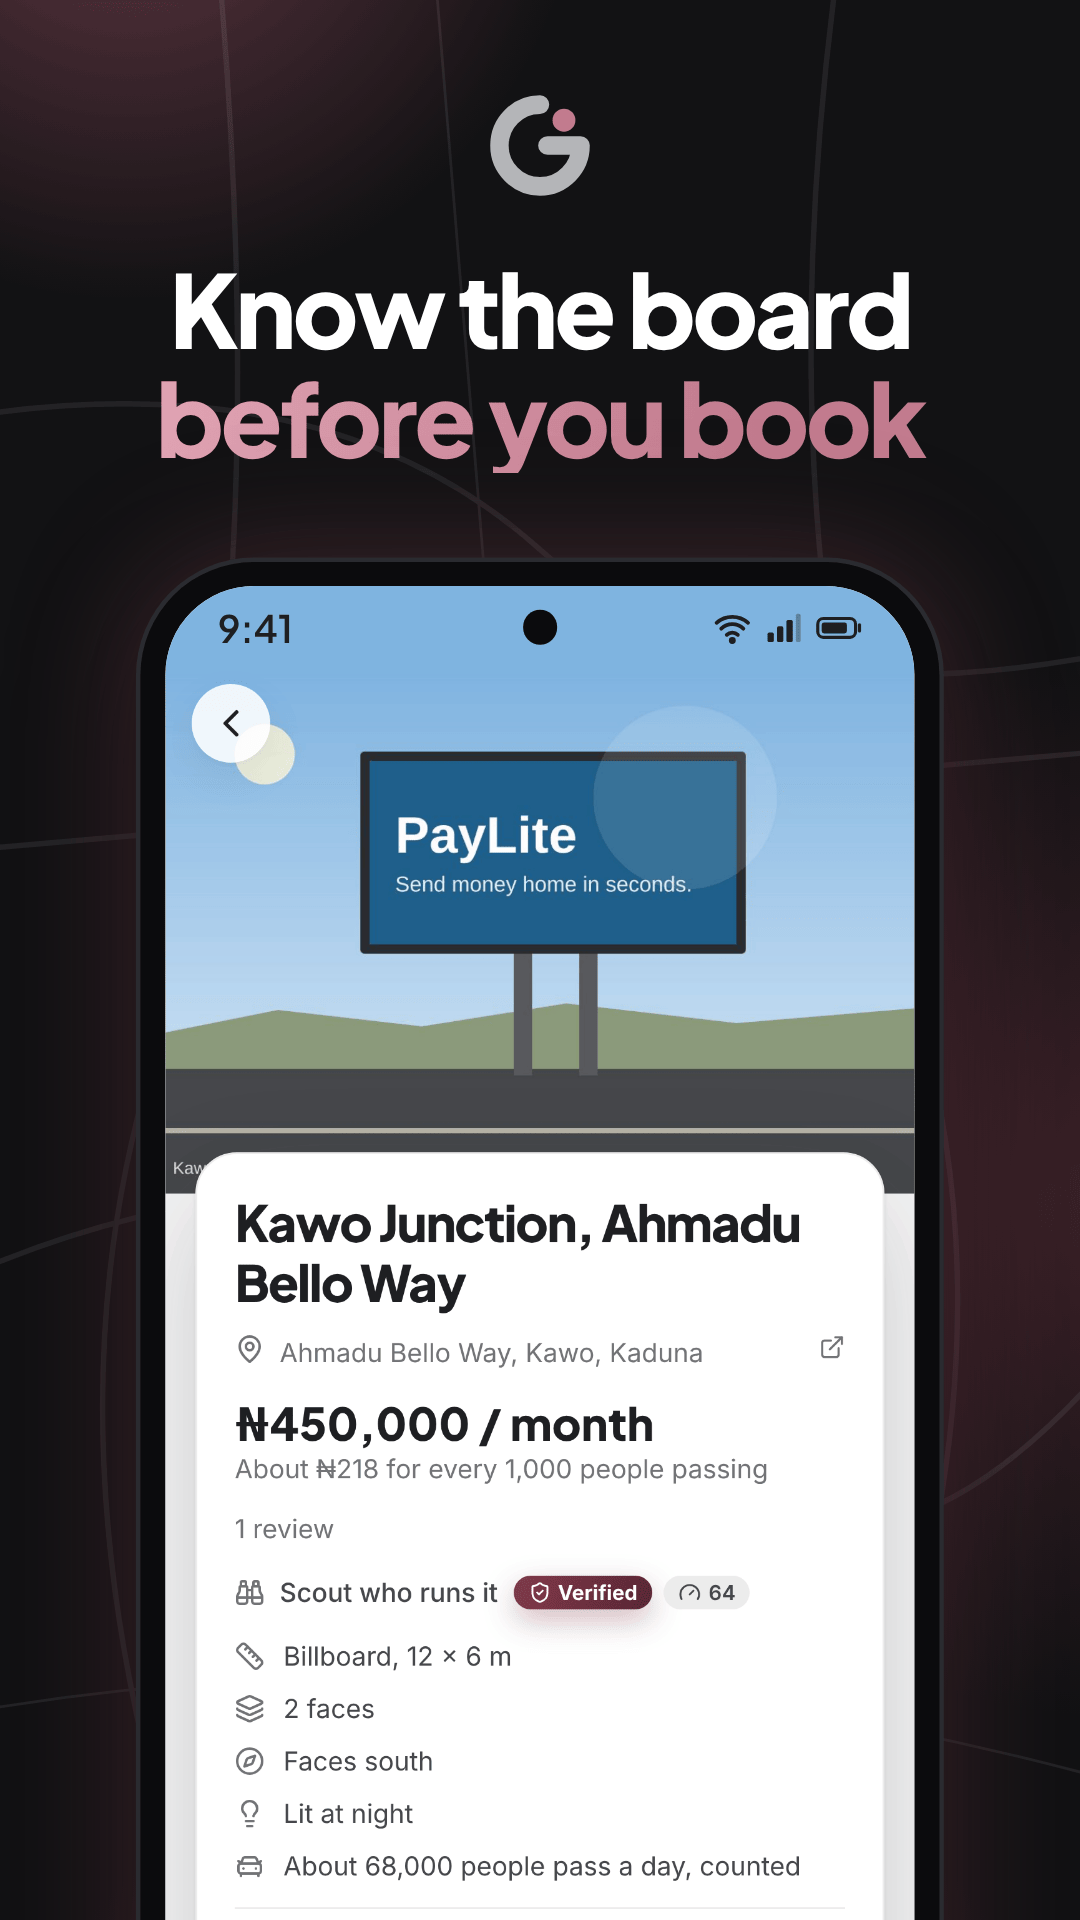 Know the board
before you book
9:41
PayLite
Send money home in seconds.
Kaw
Kawo Junction, Ahmadu
Bello Way
Ahmadu Bello Way, Kawo, Kaduna
₦450,000 / month
About ₦218 for every 1,000 people passing
1 review
Scout who runs it Verified 64
Billboard, 12 × 6 m
2 faces
Faces south
Lit at night
About 68,000 people pass a day, counted